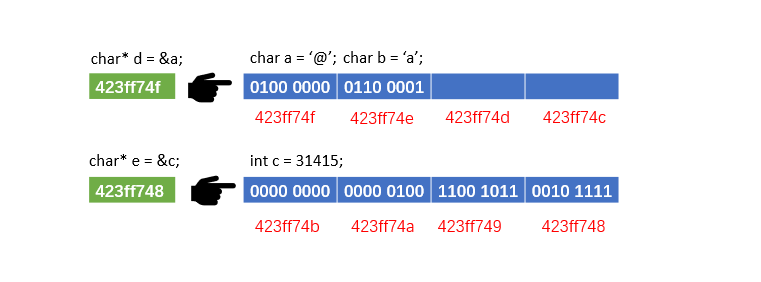 char* d = &a; char a = ‘@’; char b = ‘a’;
423ff74f 0100 0000 0110 0001
423ff74f 423ff74e 423ff74d 423ff74c
char* e = &c; int c = 31415;
423ff748 0000 0000 0000 0100 1100 1011 0010 1111
423ff74b 423ff74a 423ff749 423ff748